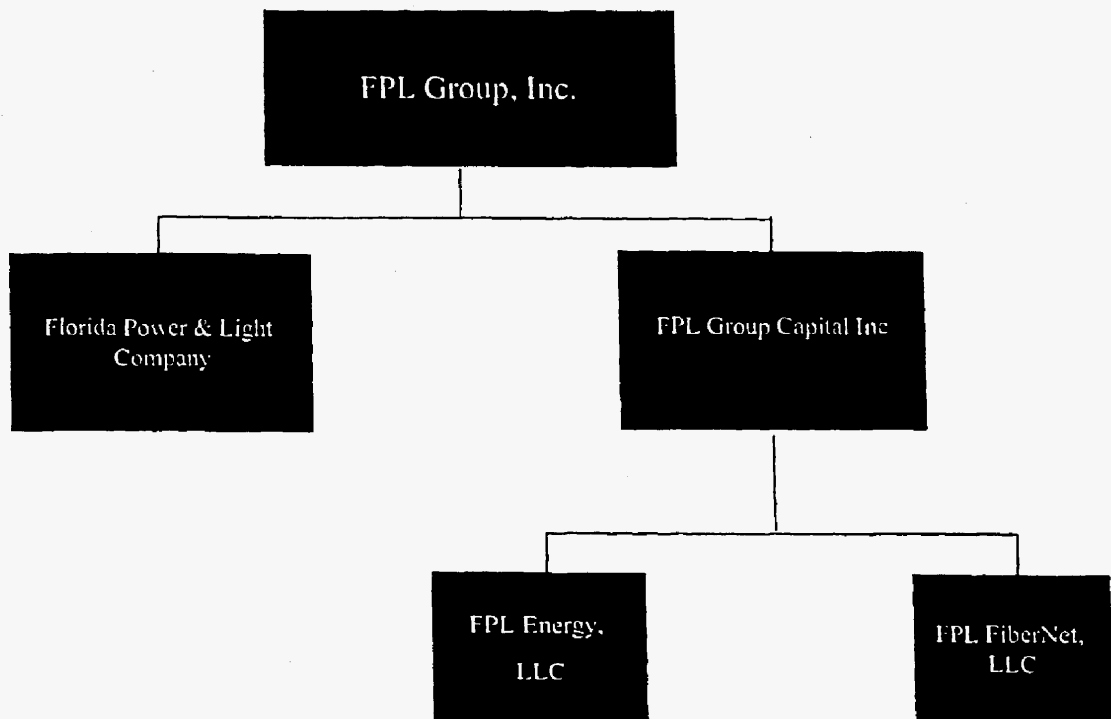 FPL Group, Inc.
Florida Power & Light
Company
FPL Group Capital Inc
FPL Energy,
LLC
FPL FiberNet,
LLC